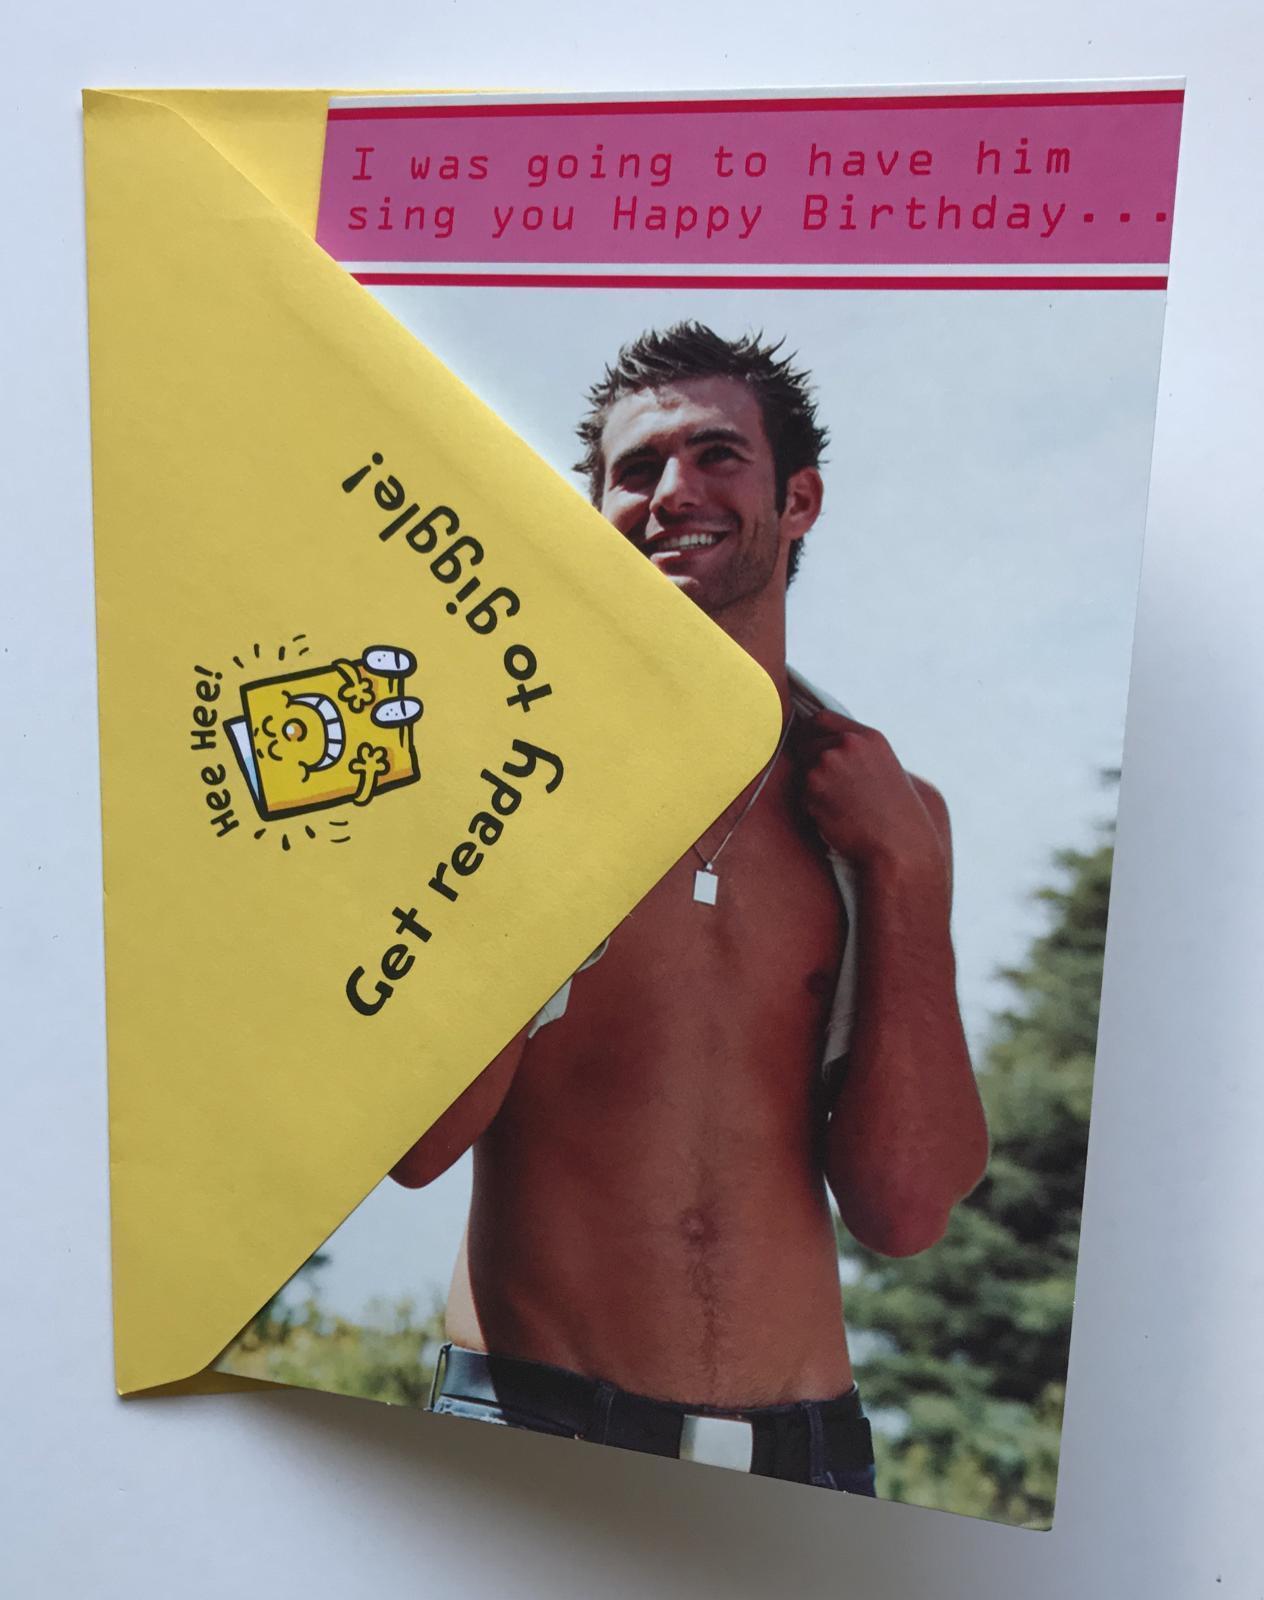 I was going to have him
sing you Happy Birthday...
Get ready to giggle!
Hee Hee!